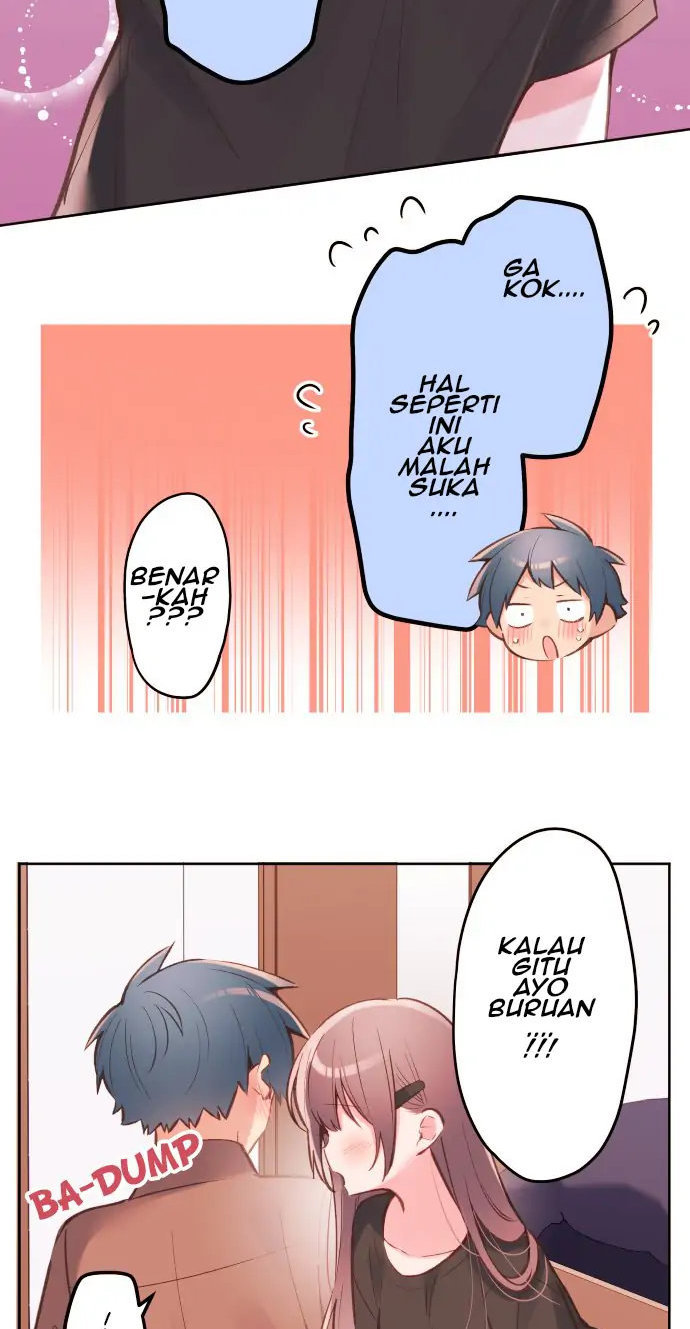 GA
KOK....
HAL
SEPERTI
INI
AKU
MALAH
SUKA
....
BENAR
-KAH
???
KALAU
GITU
AYO
BURUAN
....
!!!
BA-DUMP